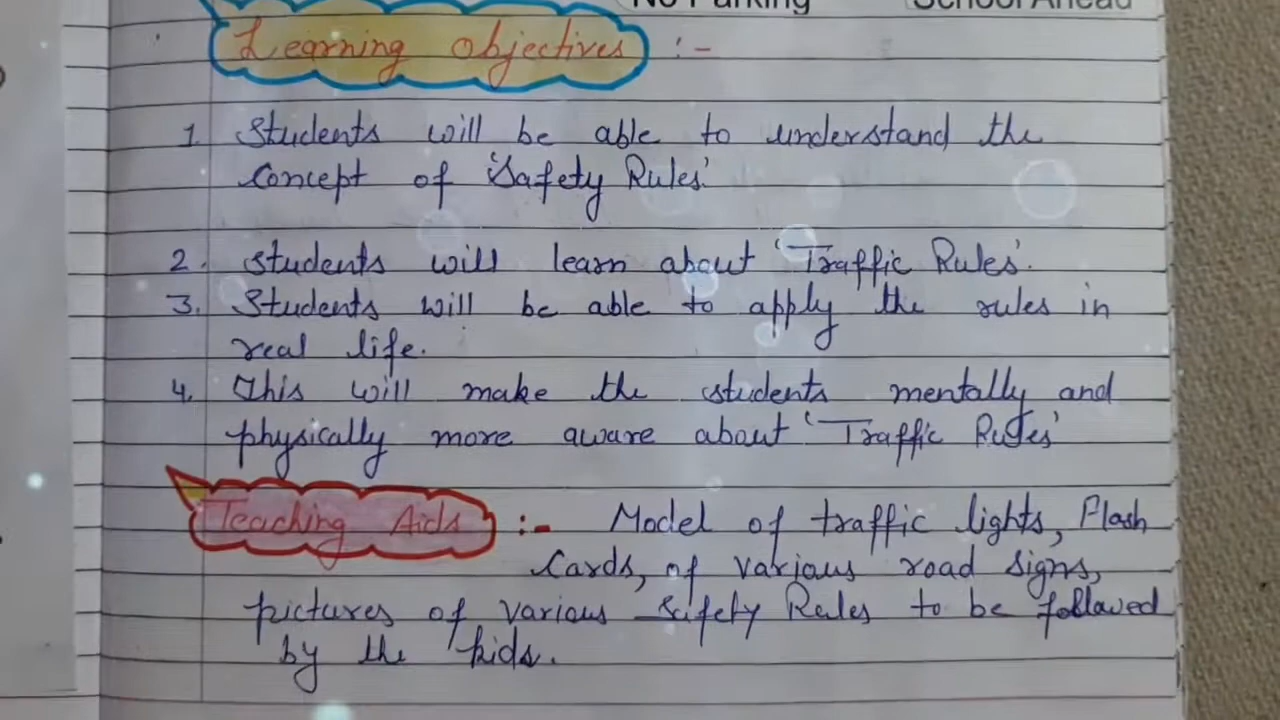 No Parking School Ahead
Learning Objectives :-
1. Students will be able to understand the
concept of 'Safety Rules'
2. Students will learn about 'Traffic Rules'.
3. Students will be able to apply the rules in
real life.
4. This will make the students mentally and
physically more aware about 'Traffic Rules'
Teaching Aids :- Model of traffic lights, Flash
Cards, of various road signs,
pictures of various Safety Rules to be followed
by the kids.